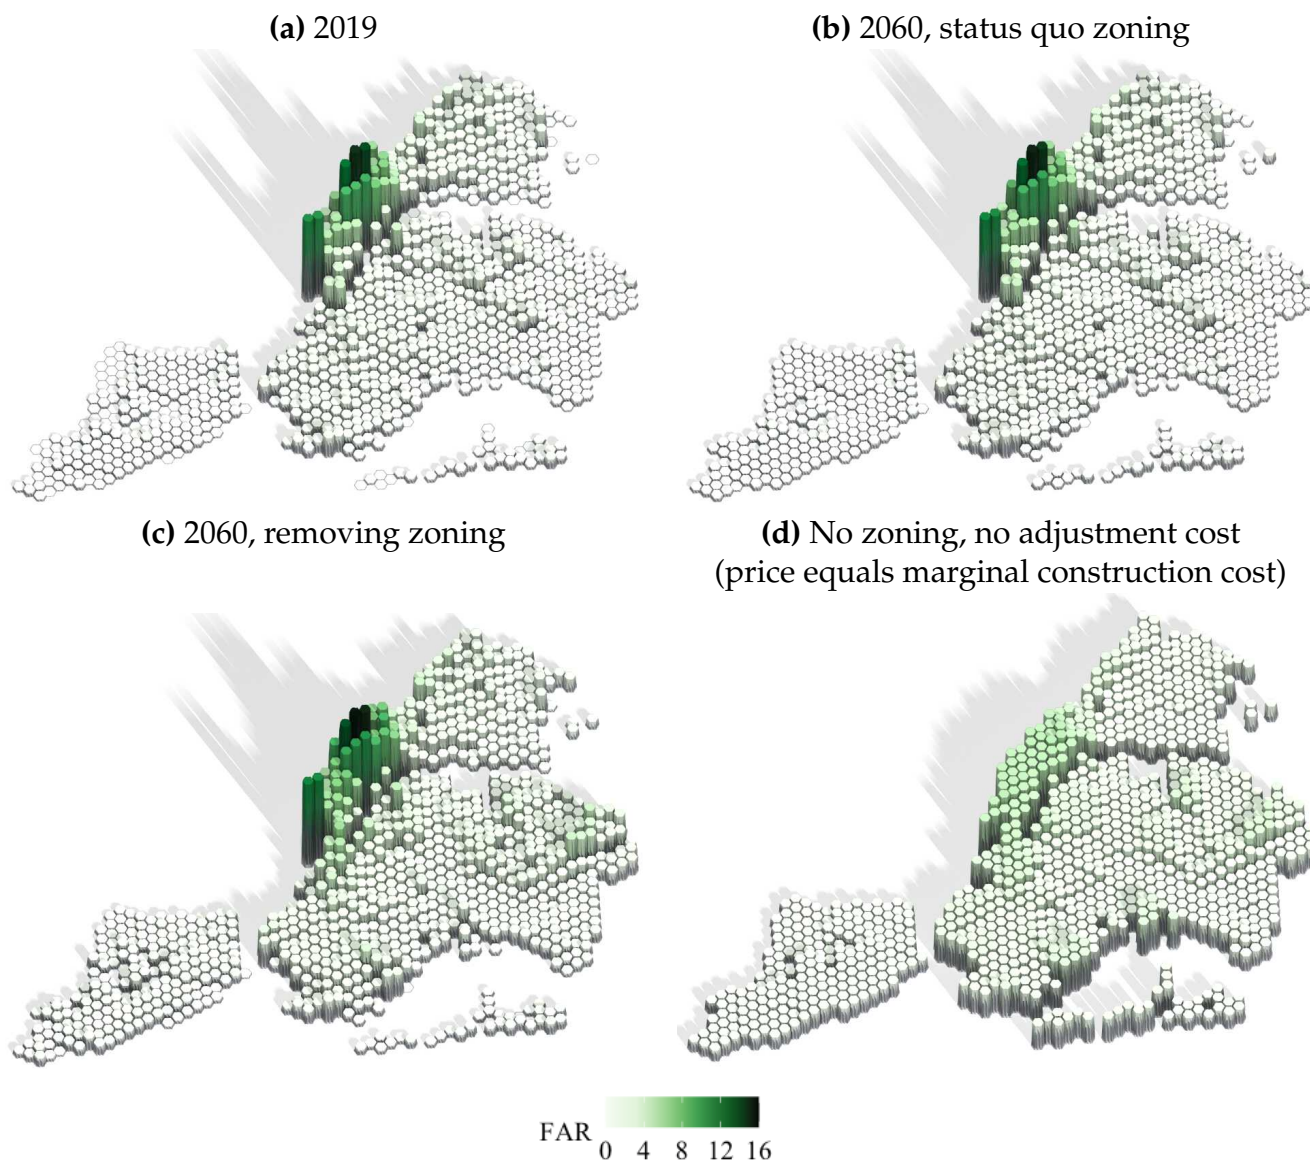 (a) 2019
(b) 2060, status quo zoning
(c) 2060, removing zoning
(d) No zoning, no adjustment cost
(price equals marginal construction cost)
FAR
0 4 8 12 16